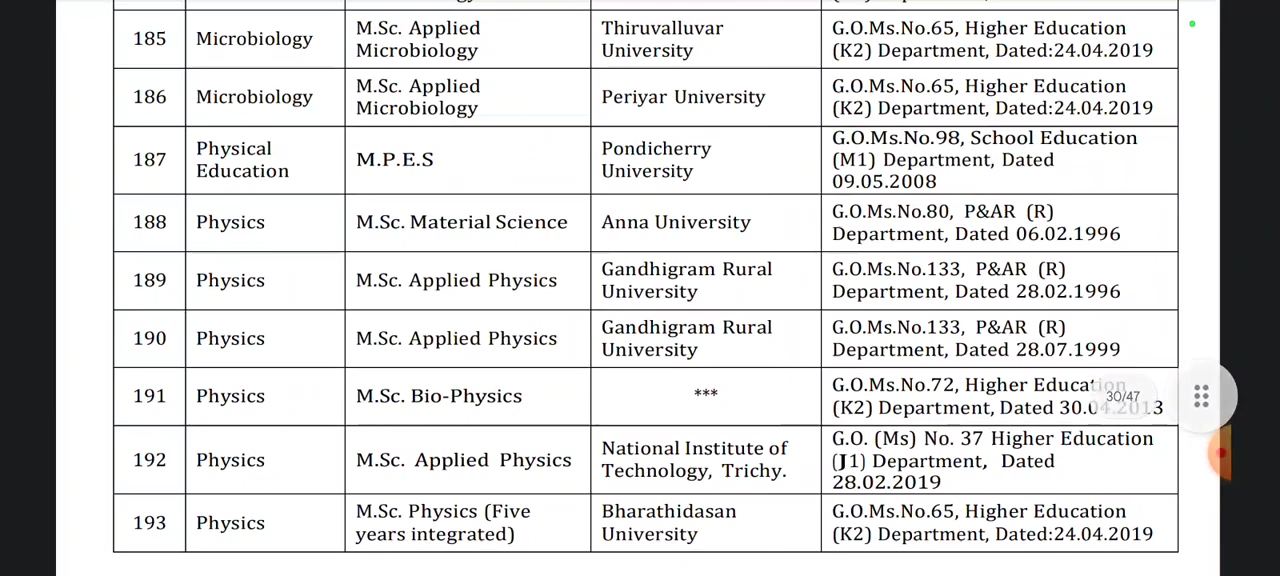 185 Microbiology M.Sc. Applied Microbiology Thiruvalluvar University G.O.Ms.No.65, Higher Education (K2) Department, Dated:24.04.2019
186 Microbiology M.Sc. Applied Microbiology Periyar University G.O.Ms.No.65, Higher Education (K2) Department, Dated:24.04.2019
187 Physical Education M.P.E.S Pondicherry University G.O.Ms.No.98, School Education (M1) Department, Dated 09.05.2008
188 Physics M.Sc. Material Science Anna University G.O.Ms.No.80, P&AR (R) Department, Dated 06.02.1996
189 Physics M.Sc. Applied Physics Gandhigram Rural University G.O.Ms.No.133, P&AR (R) Department, Dated 28.02.1996
190 Physics M.Sc. Applied Physics Gandhigram Rural University G.O.Ms.No.133, P&AR (R) Department, Dated 28.07.1999
191 Physics M.Sc. Bio-Physics *** G.O.Ms.No.72, Higher Education (K2) Department, Dated 30.04.2013
30/47
192 Physics M.Sc. Applied Physics National Institute of Technology, Trichy. G.O. (Ms) No. 37 Higher Education (J1) Department, Dated 28.02.2019
193 Physics M.Sc. Physics (Five years integrated) Bharathidasan University G.O.Ms.No.65, Higher Education (K2) Department, Dated:24.04.2019